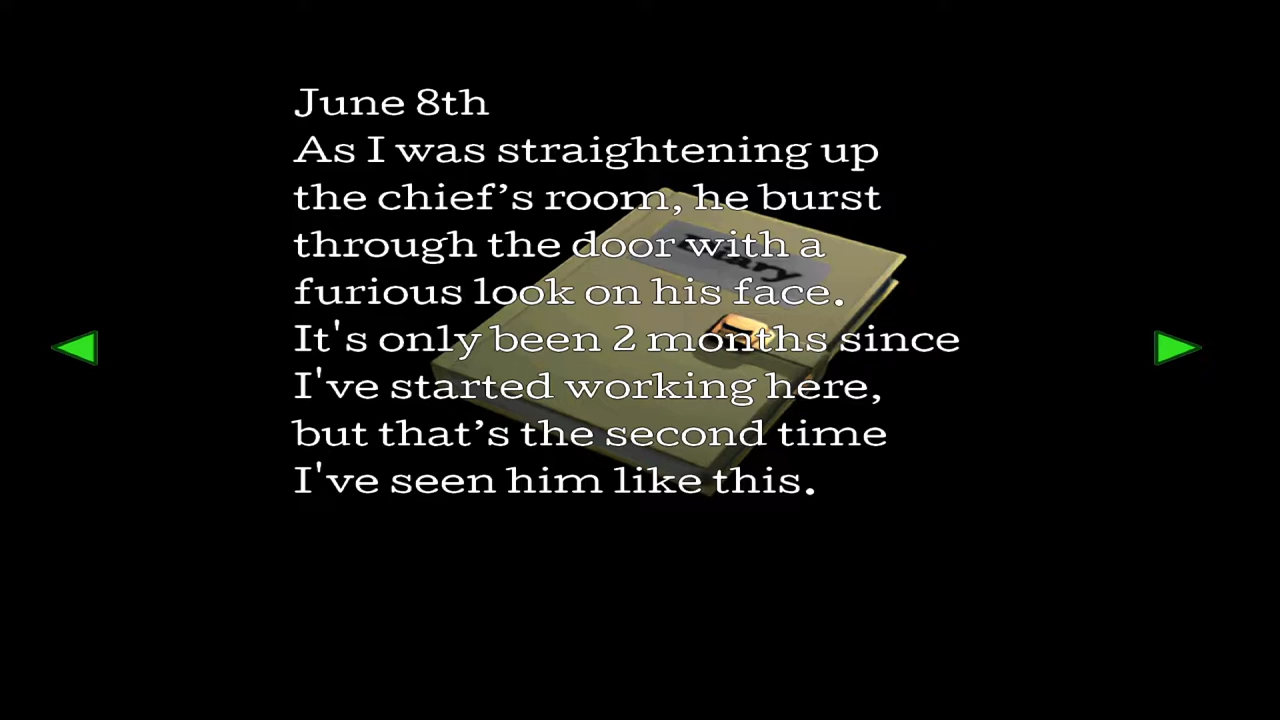 June 8th
As I was straightening up
the chief’s room, he burst
through the door with a
furious look on his face.
It's only been 2 months since
I've started working here,
but that’s the second time
I've seen him like this.
Diary